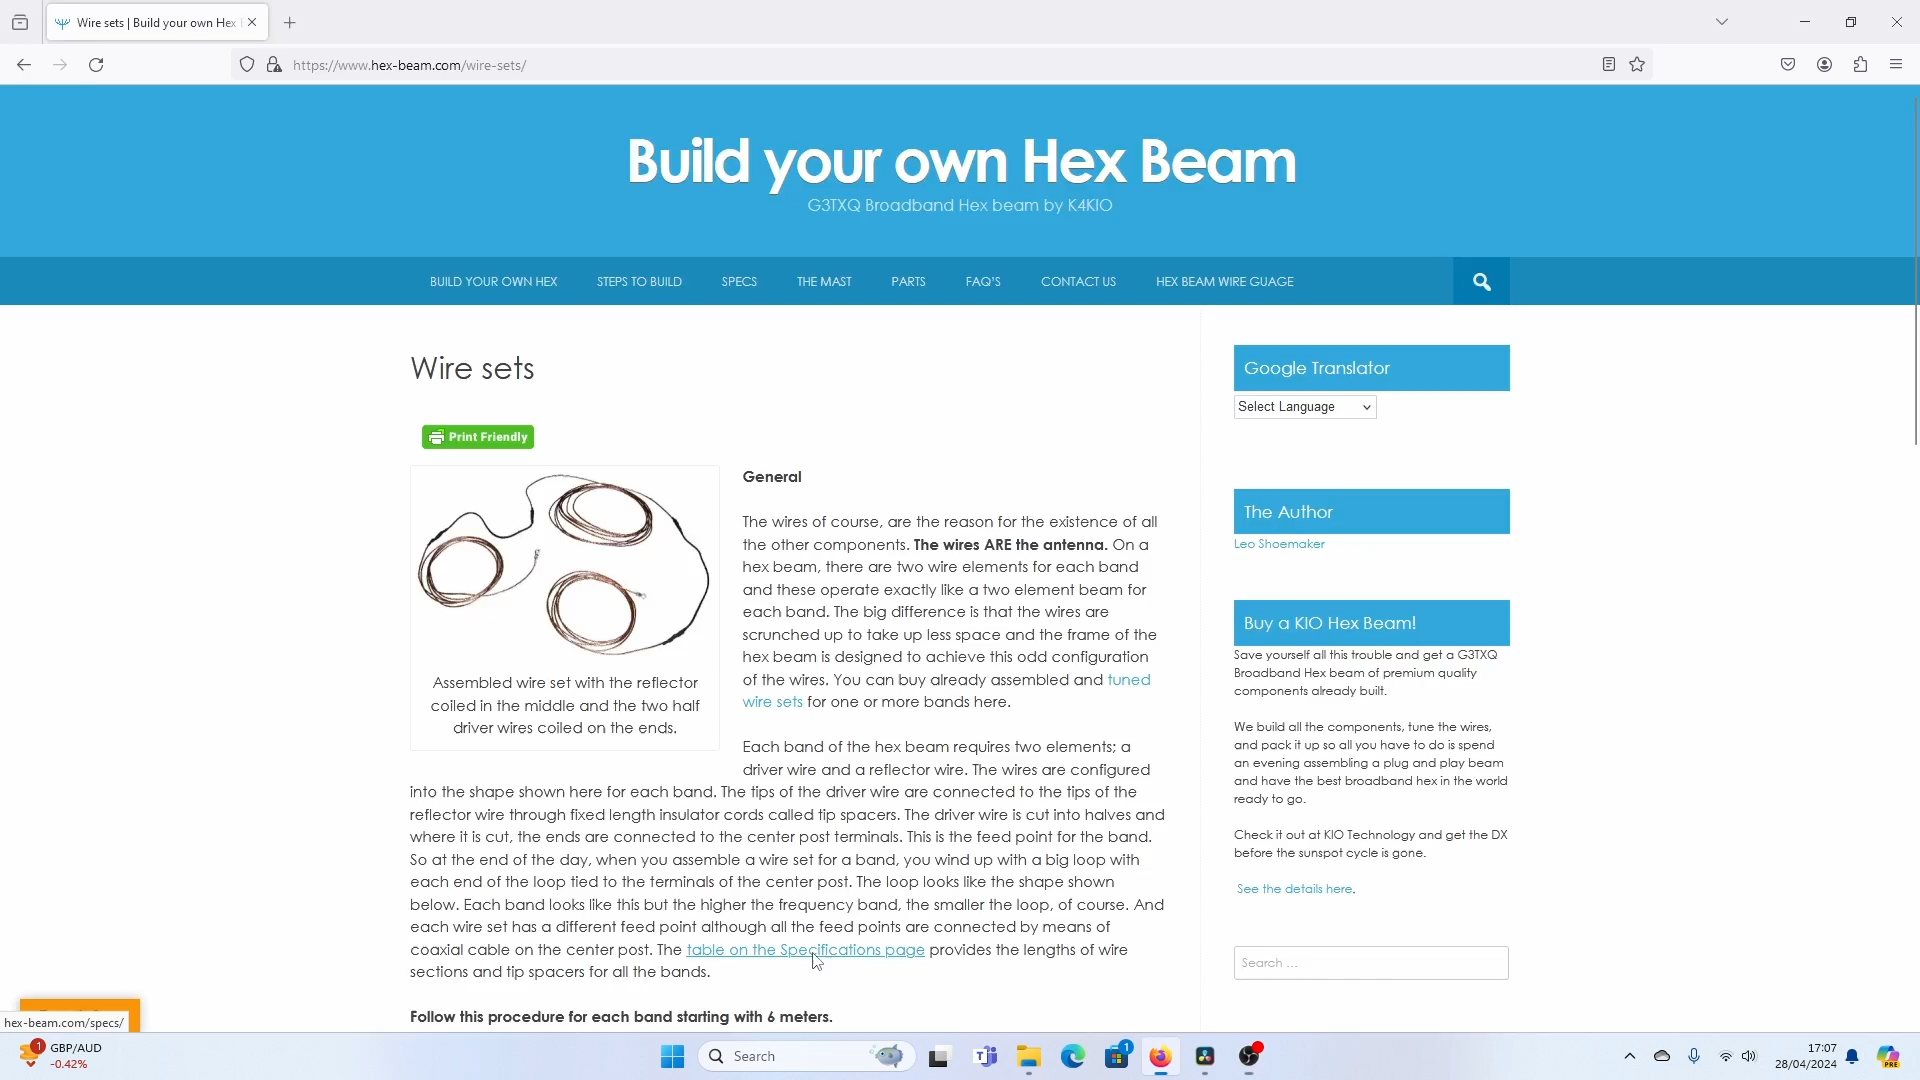 Wire sets | Build your own Hex
https://www.hex-beam.com/wire-sets/
Build your own Hex Beam
G3TXQ Broadband Hex beam by K4KIO
BUILD YOUR OWN HEX STEPS TO BUILD SPECS THE MAST PARTS FAQ'S CONTACT US HEX BEAM WIRE GUAGE
Wire sets
Print Friendly
Assembled wire set with the reflector
coiled in the middle and the two half
driver wires coiled on the ends.
General
The wires of course, are the reason for the existence of all
the other components. The wires ARE the antenna. On a
hex beam, there are two wire elements for each band
and these operate exactly like a two element beam for
each band. The big difference is that the wires are
scrunched up to take up less space and the frame of the
hex beam is designed to achieve this odd configuration
of the wires. You can buy already assembled and tuned
wire sets for one or more bands here.
Each band of the hex beam requires two elements; a
driver wire and a reflector wire. The wires are configured
into the shape shown here for each band. The tips of the driver wire are connected to the tips of the
reflector wire through fixed length insulator cords called tip spacers. The driver wire is cut into halves and
where it is cut, the ends are connected to the center post terminals. This is the feed point for the band.
So at the end of the day, when you assemble a wire set for a band, you wind up with a big loop with
each end of the loop tied to the terminals of the center post. The loop looks like the shape shown
below. Each band looks like this but the higher the frequency band, the smaller the loop, of course. And
each wire set has a different feed point although all the feed points are connected by means of
coaxial cable on the center post. The table on the Specifications page provides the lengths of wire
sections and tip spacers for all the bands.
Follow this procedure for each band starting with 6 meters.
Google Translator
Select Language
The Author
Leo Shoemaker
Buy a KIO Hex Beam!
Save yourself all this trouble and get a G3TXQ
Broadband Hex beam of premium quality
components already built.
We build all the components, tune the wires,
and pack it up so all you have to do is spend
an evening assembling a plug and play beam
and have the best broadband hex in the world
ready to go.
Check it out at KIO Technology and get the DX
before the sunspot cycle is gone.
See the details here.
Search ...
hex-beam.com/specs/
1
GBP/AUD
-0.42%
Search
1
17:07
28/04/2024
PRE